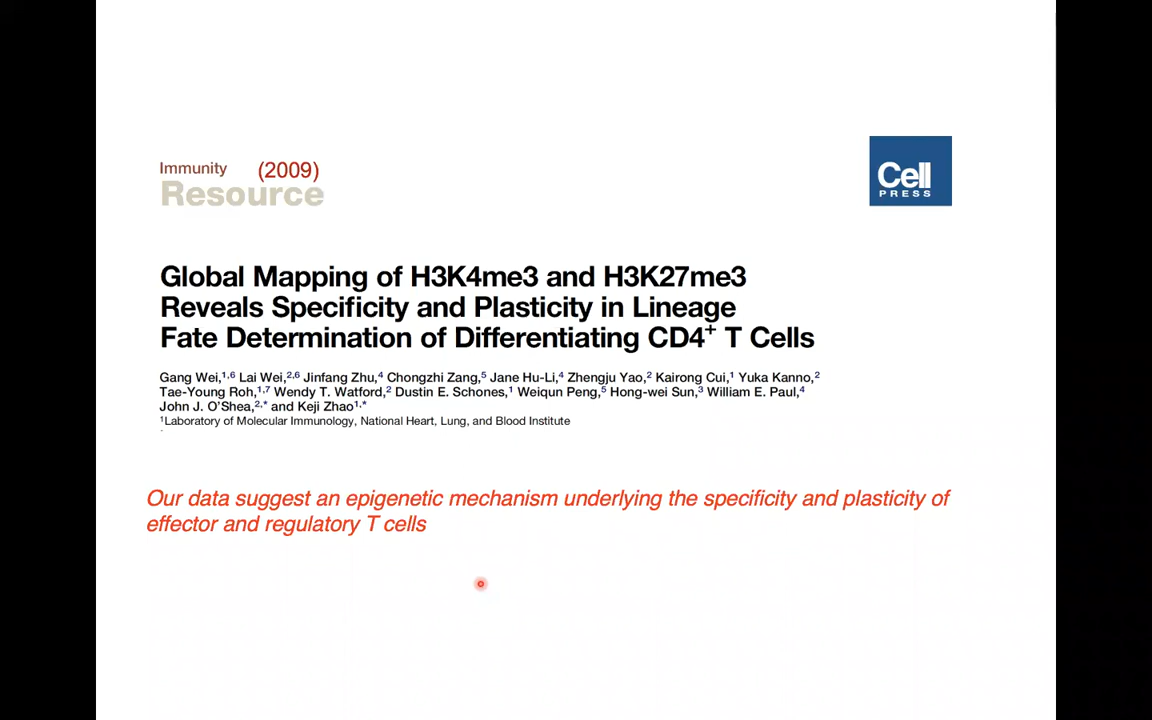 Immunity (2009)
Resource
Cell
PRESS
Global Mapping of H3K4me3 and H3K27me3
Reveals Specificity and Plasticity in Lineage
Fate Determination of Differentiating CD4+ T Cells
Gang Wei,1,6 Lai Wei,2,6 Jinfang Zhu,4 Chongzhi Zang,5 Jane Hu-Li,4 Zhengju Yao,2 Kairong Cui,1 Yuka Kanno,2
Tae-Young Roh,1,7 Wendy T. Watford,2 Dustin E. Schones,1 Weiqun Peng,5 Hong-wei Sun,3 William E. Paul,4
John J. O'Shea,2,* and Keji Zhao1,*
1Laboratory of Molecular Immunology, National Heart, Lung, and Blood Institute
Our data suggest an epigenetic mechanism underlying the specificity and plasticity of
effector and regulatory T cells